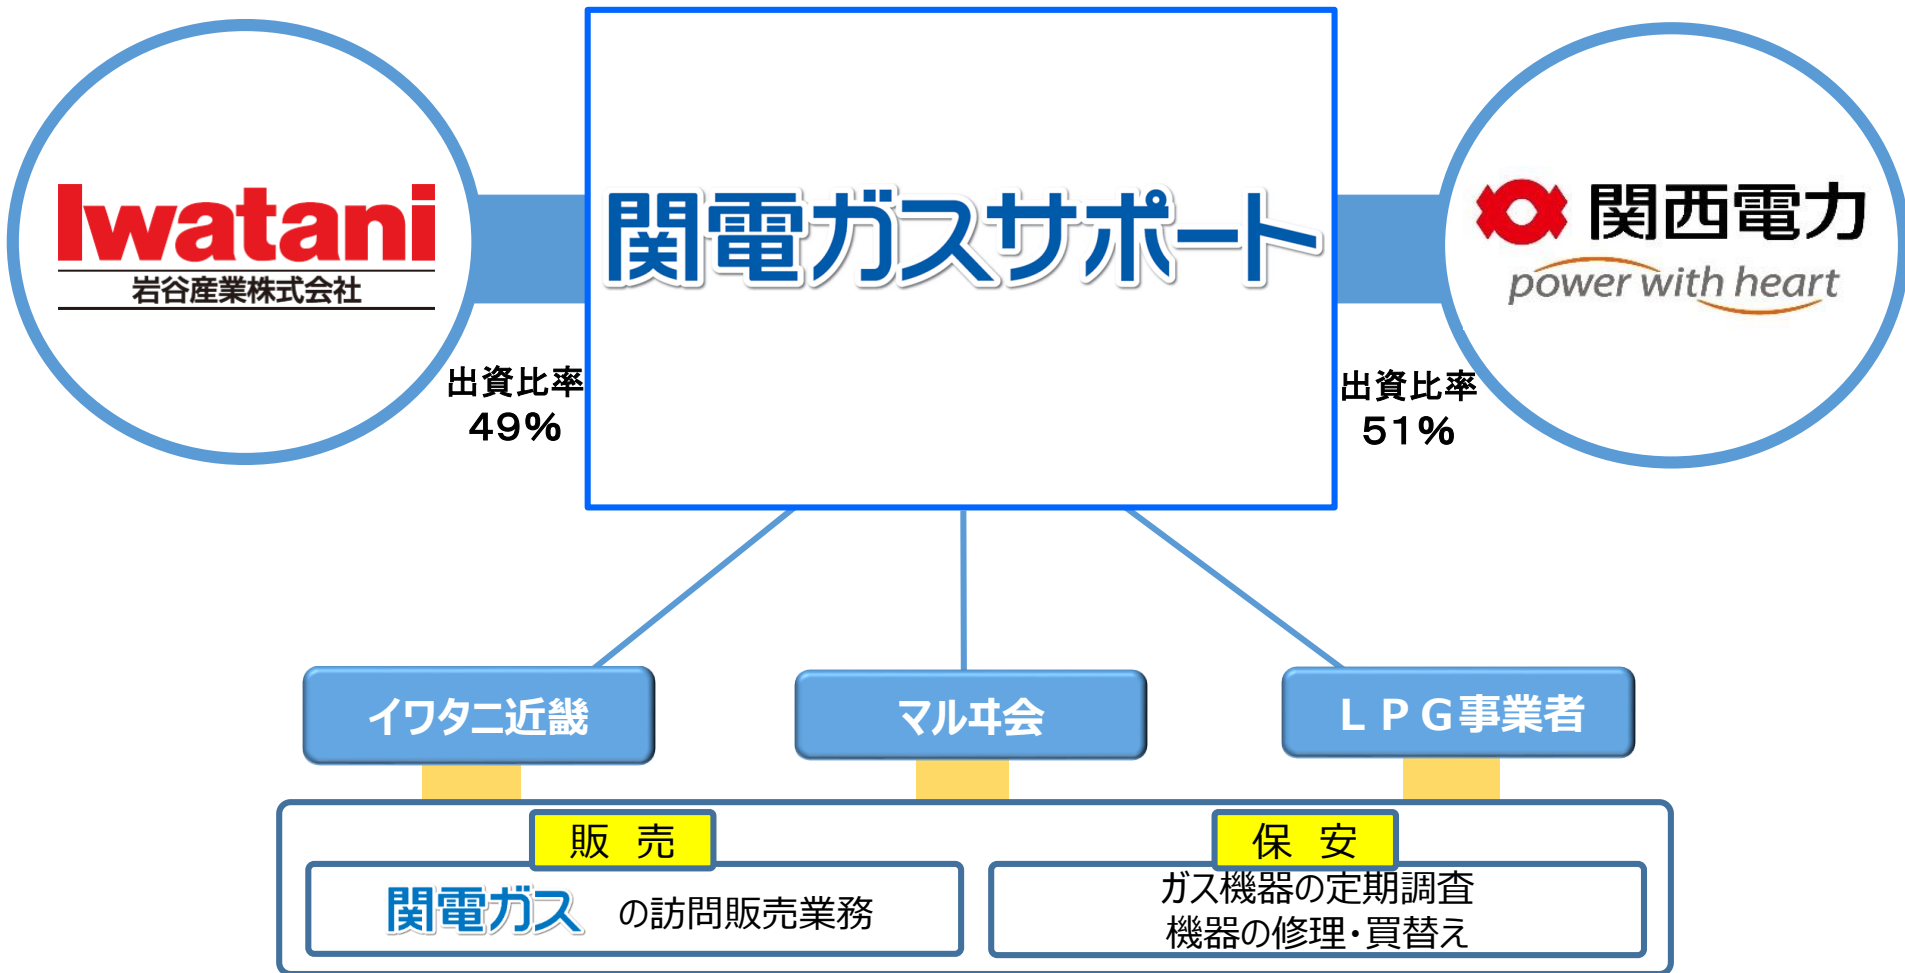 Iwatani
岩谷産業株式会社
関電ガスサポート
関西電力
power with heart
出資比率
49%
出資比率
51%
イワタニ近畿
マルヰ会
ＬＰＧ事業者
販 売
関電ガス の訪問販売業務
保 安
ガス機器の定期調査
機器の修理・買替え